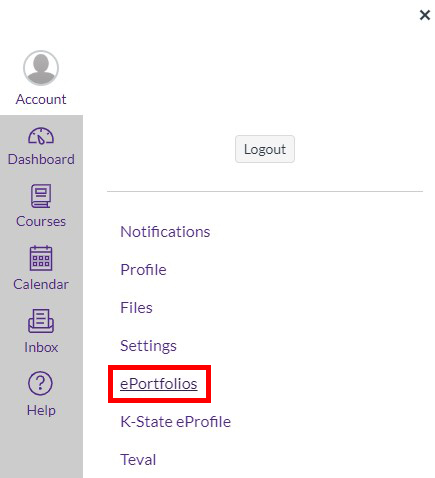 Account
Dashboard
Courses
Calendar
Inbox
Help
Logout
Notifications
Profile
Files
Settings
ePortfolios
K-State eProfile
Teval